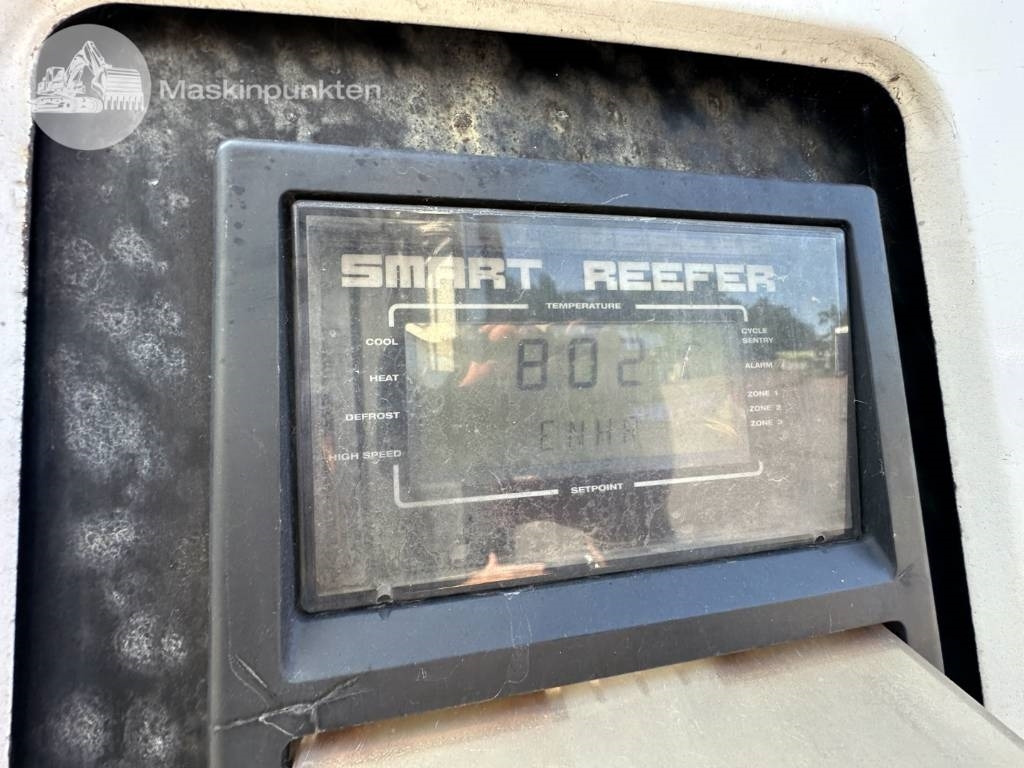 Maskinpunkten
SMART REEFER
TEMPERATURE
COOL
HEAT
DEFROST
HIGH SPEED
802
ENHR
CYCLE
SENTRY
ALARM
ZONE 1
ZONE 2
ZONE 3
SETPOINT